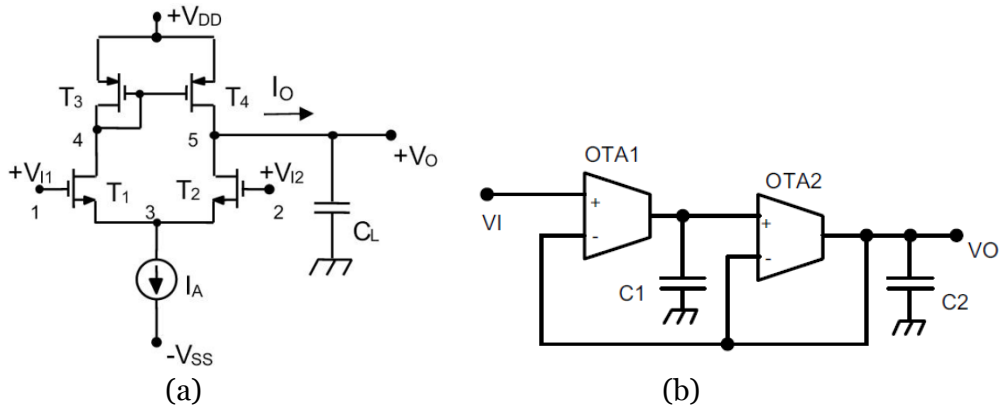 +VDD
T3
T4
IO
4
5
+VO
+VI1
T1
T2
+VI2
1
3
2
CL
IA
-VSS
(a)
OTA1
OTA2
VI
+
-
+
-
VO
C1
C2
(b)